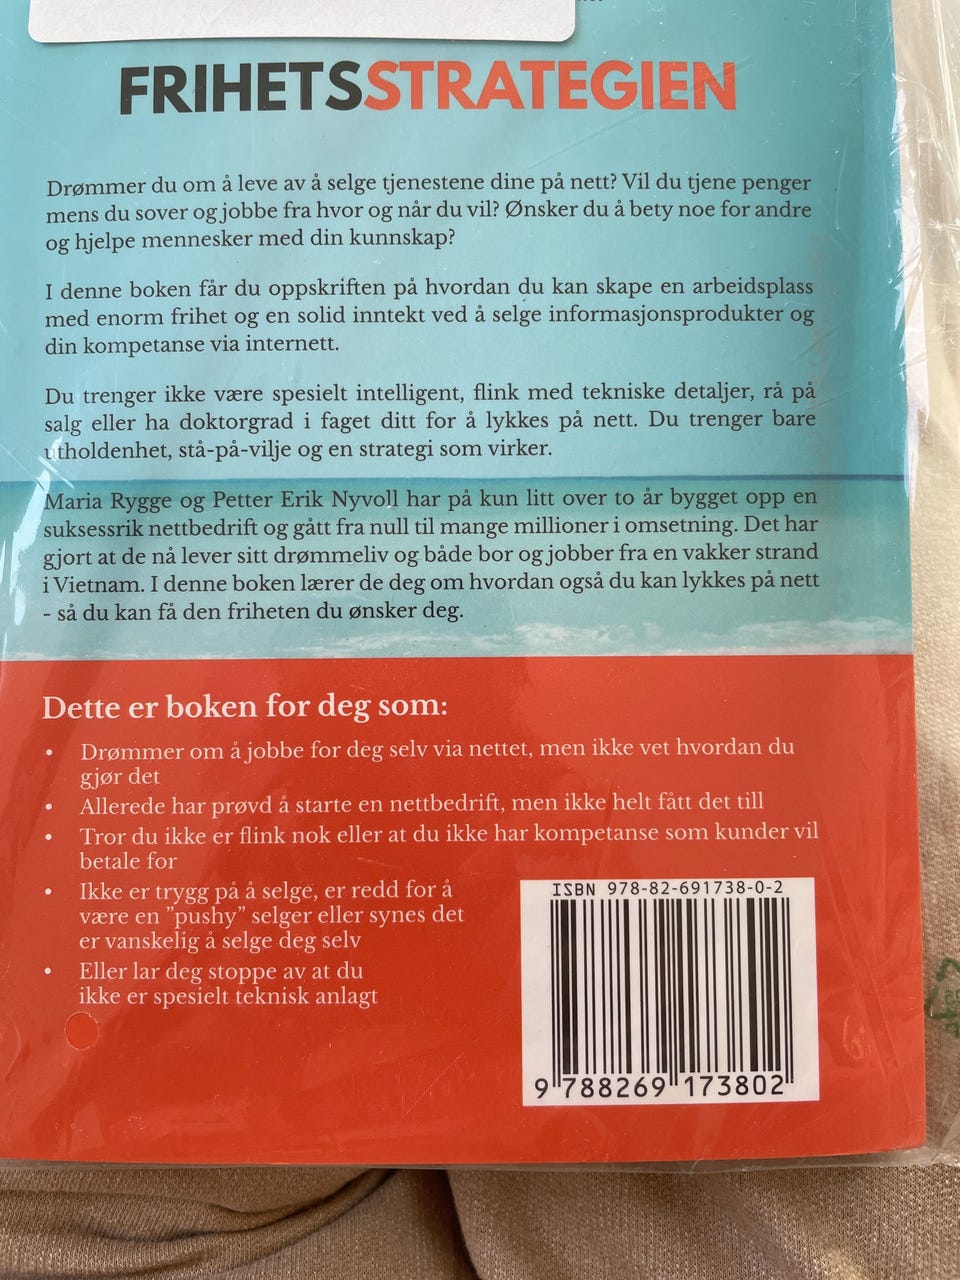 FRIHETSSTRATEGIEN
Drømmer du om å leve av å selge tjenestene dine på nett? Vil du tjene penger
mens du sover og jobbe fra hvor og når du vil? Ønsker du å bety noe for andre
og hjelpe mennesker med din kunnskap?
I denne boken får du oppskriften på hvordan du kan skape en arbeidsplass
med enorm frihet og en solid inntekt ved å selge informasjonsprodukter og
din kompetanse via internett.
Du trenger ikke være spesielt intelligent, flink med tekniske detaljer, rå på
salg eller ha doktorgrad i faget ditt for å lykkes på nett. Du trenger bare
utholdenhet, stå-på-vilje og en strategi som virker.
Maria Rygge og Petter Erik Nyvoll har på kun litt over to år bygget opp en
suksessrik nettbedrift og gått fra null til mange millioner i omsetning. Det har
gjort at de nå lever sitt drømmeliv og både bor og jobber fra en vakker strand
i Vietnam. I denne boken lærer de deg om hvordan også du kan lykkes på nett
- så du kan få den friheten du ønsker deg.
Dette er boken for deg som:
• Drømmer om å jobbe for deg selv via nettet, men ikke vet hvordan du
gjør det
• Allerede har prøvd å starte en nettbedrift, men ikke helt fått det till
• Tror du ikke er flink nok eller at du ikke har kompetanse som kunder vil
betale for
• Ikke er trygg på å selge, er redd for å
være en ”pushy” selger eller synes det
er vanskelig å selge deg selv
• Eller lar deg stoppe av at du
ikke er spesielt teknisk anlagt
ISBN 978-82-691738-0-2
9 788269 173802